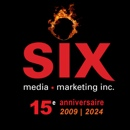 SIX
media • marketing inc.
15e anniversaire
2009 | 2024